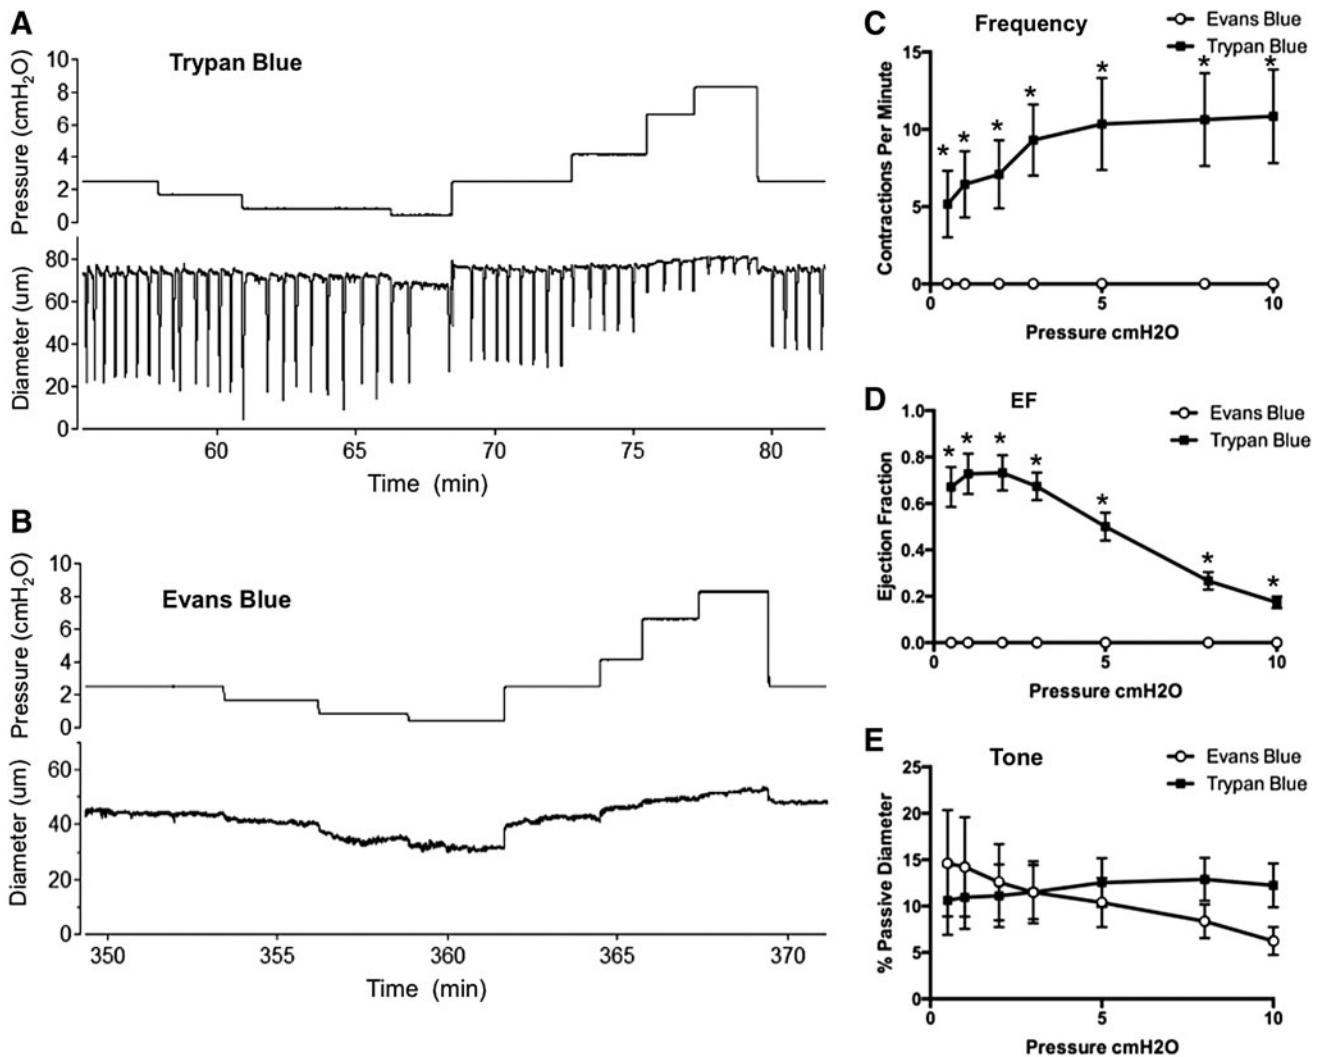 A
Trypan Blue
Pressure (cmH2O)
10
8
6
4
2
0
Diameter (um)
80
60
40
20
0
60 65 70 75 80
Time (min)
B
Evans Blue
Pressure (cmH2O)
10
8
6
4
2
0
Diameter (um)
60
40
20
0
350 355 360 365 370
Time (min)
C
Frequency
Evans Blue
Trypan Blue
Contractions Per Minute
15
* * * * * * *
10
5
0
0 5 10
Pressure cmH2O
D
EF
Evans Blue
Trypan Blue
Ejection Fraction
1.0
0.8
0.6
0.4
0.2
0.0
* * * * * * *
0 5 10
Pressure cmH2O
E
Tone
Evans Blue
Trypan Blue
% Passive Diameter
25
20
15
10
5
0
0 5 10
Pressure cmH2O